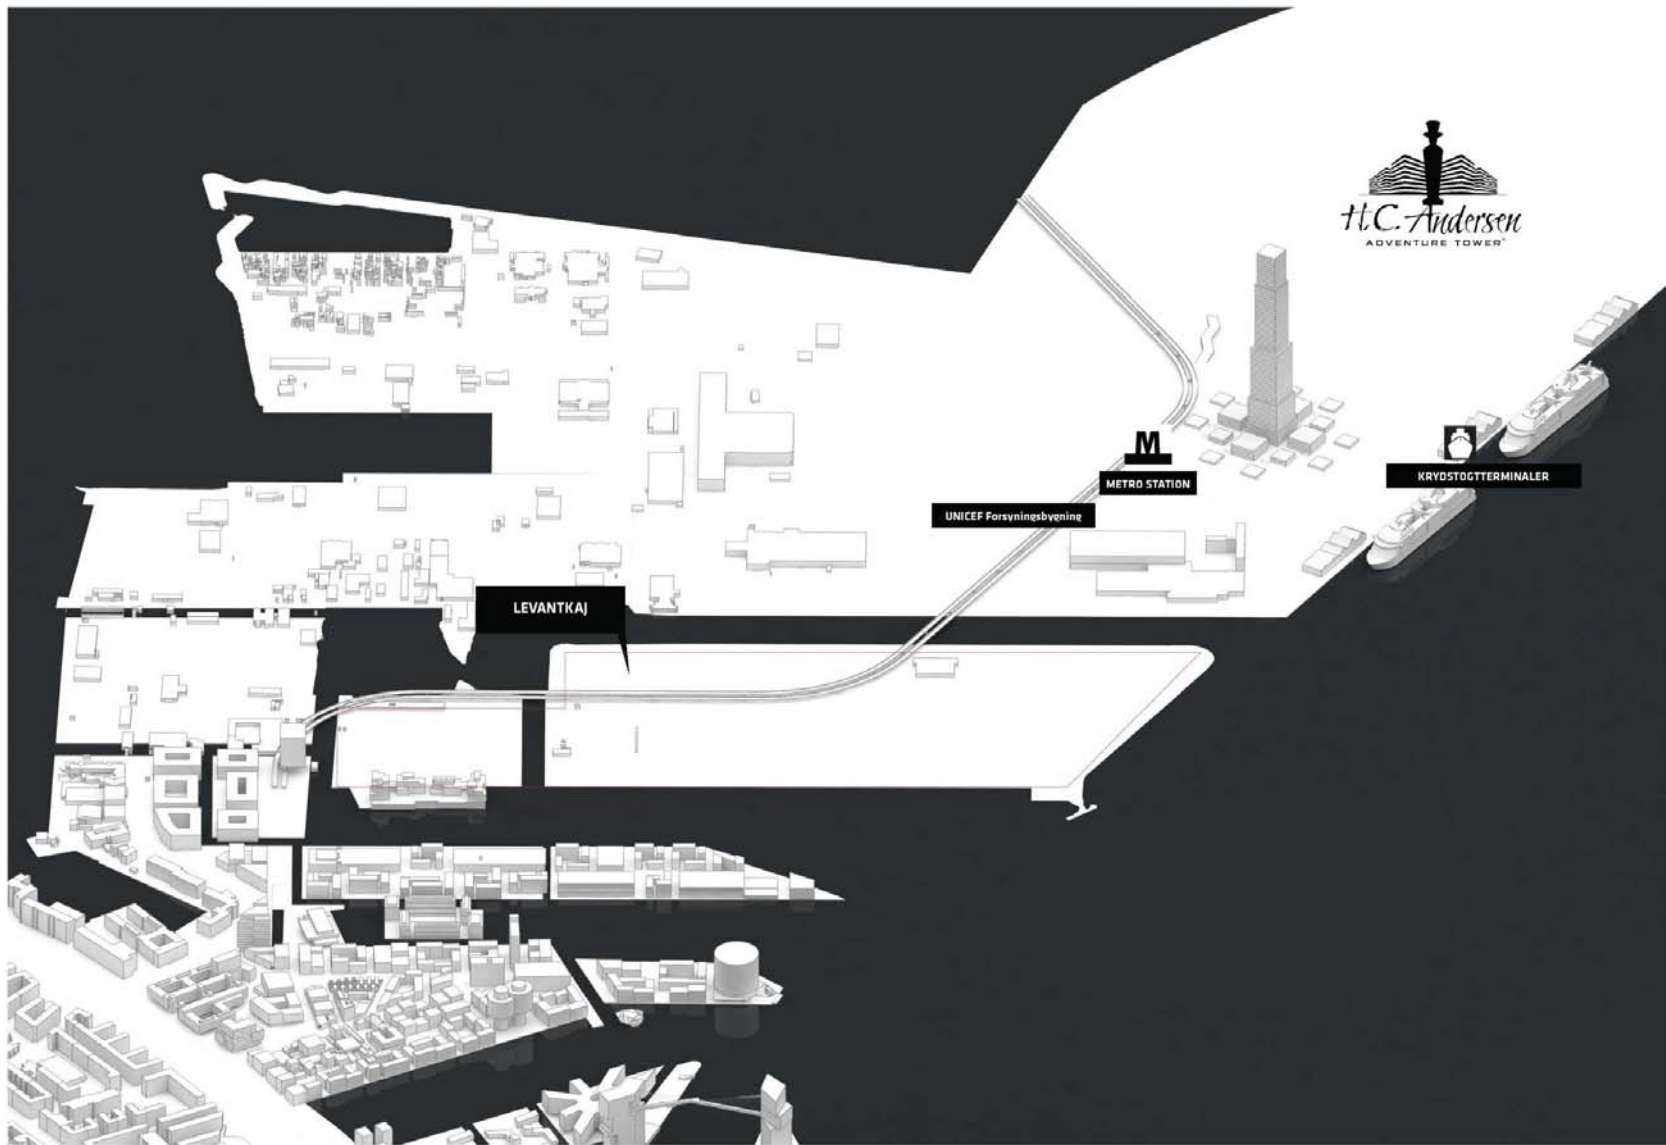 H.C. Andersen
ADVENTURE TOWER®
M
METRO STATION
KRYDSTOGTTERMINALER
UNICEF Forsyningsbygning
LEVANTKAJ